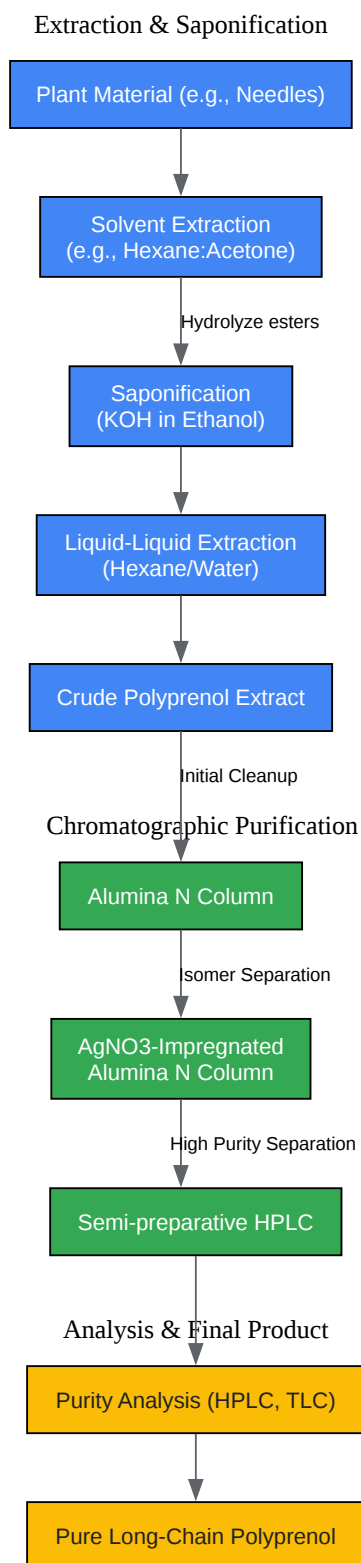 Extraction & Saponification
Plant Material (e.g., Needles)
Solvent Extraction
(e.g., Hexane:Acetone)
Hydrolyze esters
Saponification
(KOH in Ethanol)
Liquid-Liquid Extraction
(Hexane/Water)
Crude Polyprenol Extract
Initial Cleanup
Chromatographic Purification
Alumina N Column
Isomer Separation
AgNO3-Impregnated
Alumina N Column
High Purity Separation
Semi-preparative HPLC
Analysis & Final Product
Purity Analysis (HPLC, TLC)
Pure Long-Chain Polyprenol